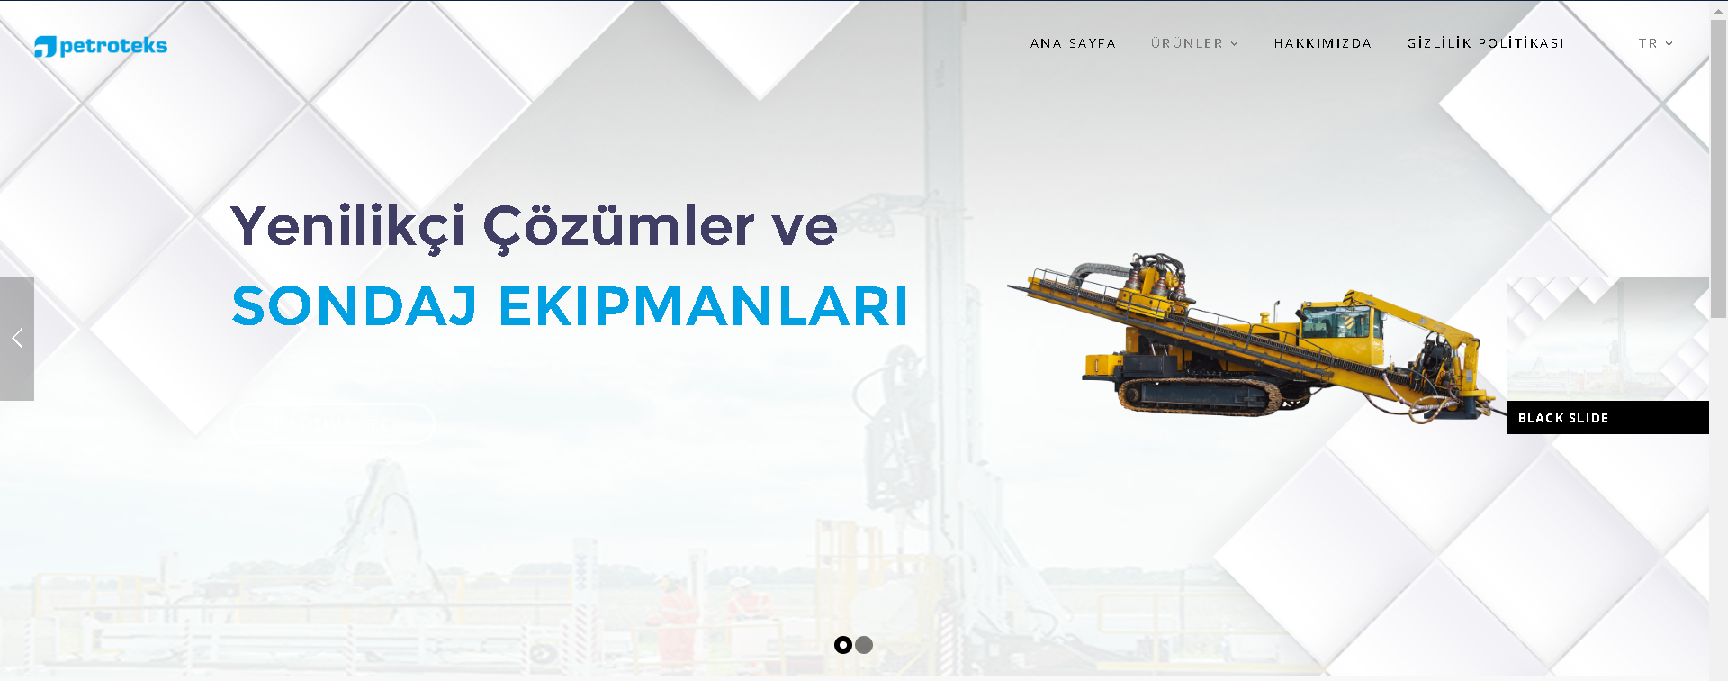 petroteks
ANA SAYFA ÜRÜNLER HAKKIMIZDA GİZLİLİK POLİTİKASI TR
Yenilikçi Çözümler ve
SONDAJ EKIPMANLARI
BLACK SLIDE